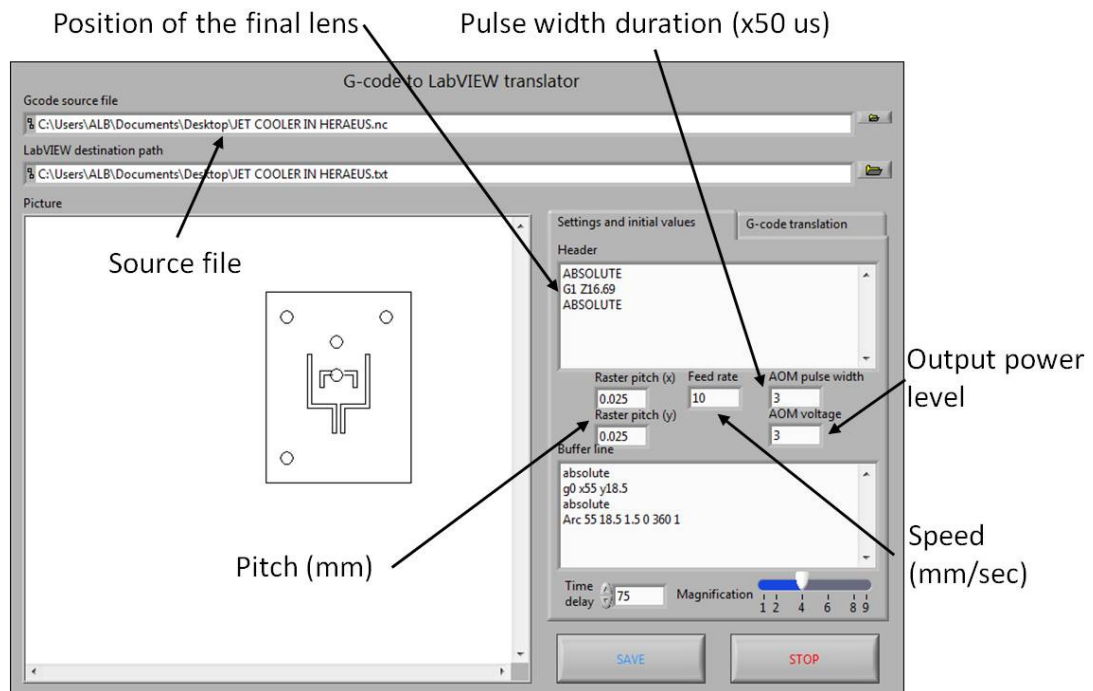 Position of the final lens
Pulse width duration (x50 us)
G-code to LabVIEW translator
Gcode source file
C:\Users\ALB\Documents\Desktop\JET COOLER IN HERAEUS.nc
LabVIEW destination path
C:\Users\ALB\Documents\Desktop\JET COOLER IN HERAEUS.txt
Picture
Source file
Settings and initial values
G-code translation
Header
ABSOLUTE
G1 Z16.69
ABSOLUTE
Raster pitch (x)
0.025
Raster pitch (y)
0.025
Feed rate
10
AOM pulse width
3
AOM voltage
3
Output power
level
Buffer line
absolute
g0 x55 y18.5
absolute
Arc 55 18.5 1.5 0 360 1
Pitch (mm)
Speed
(mm/sec)
Time
delay
75
Magnification
1 2 4 6 8 9
SAVE
STOP